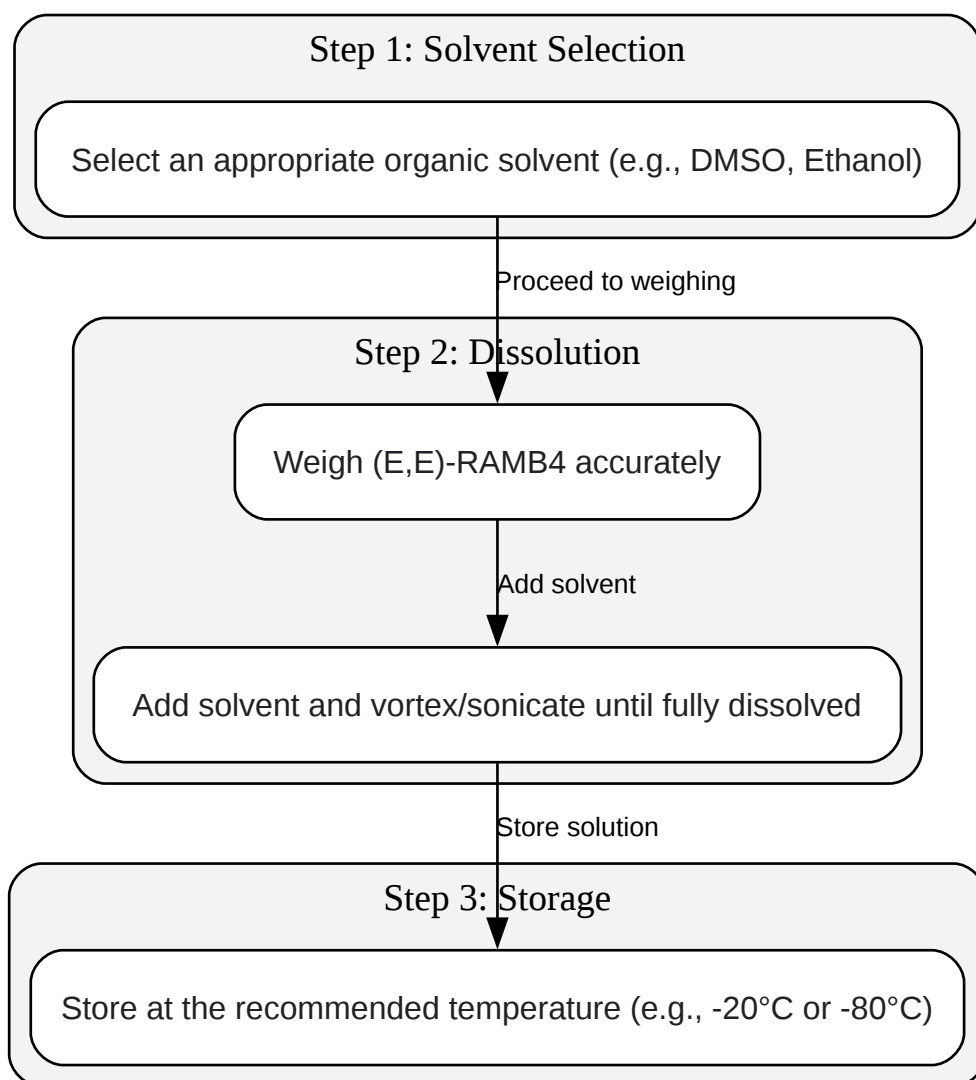 Step 1: Solvent Selection
Select an appropriate organic solvent (e.g., DMSO, Ethanol)
Proceed to weighing
Step 2: Dissolution
Weigh (E,E)-RAMB4 accurately
Add solvent
Add solvent and vortex/sonicate until fully dissolved
Store solution
Step 3: Storage
Store at the recommended temperature (e.g., -20°C or -80°C)